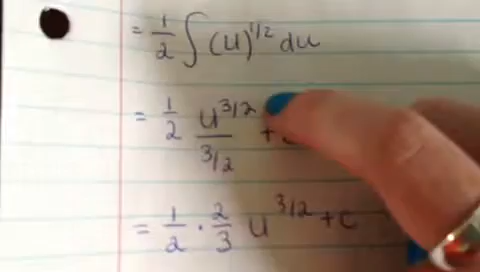 = 1/2 ∫ (u)^1/2 du
= 1/2 u^3/2 / 3/2 +
= 1/2 · 2/3 u^3/2 + c